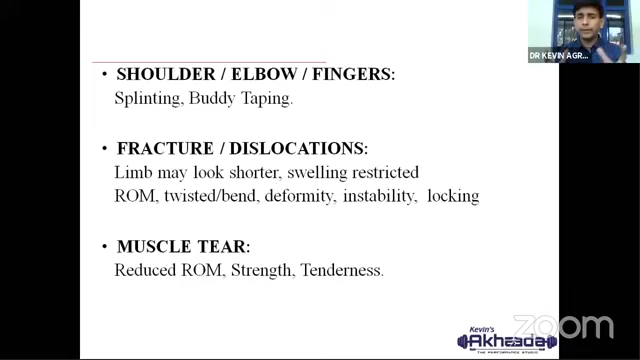 DR KEVIN AGR...
• SHOULDER / ELBOW / FINGERS:
Splinting, Buddy Taping.
• FRACTURE / DISLOCATIONS:
Limb may look shorter, swelling restricted
ROM, twisted/bend, deformity, instability, locking
• MUSCLE TEAR:
Reduced ROM, Strength, Tenderness.
Kevin's
Akhaada
THE PERFORMANCE STUDIO
zoom